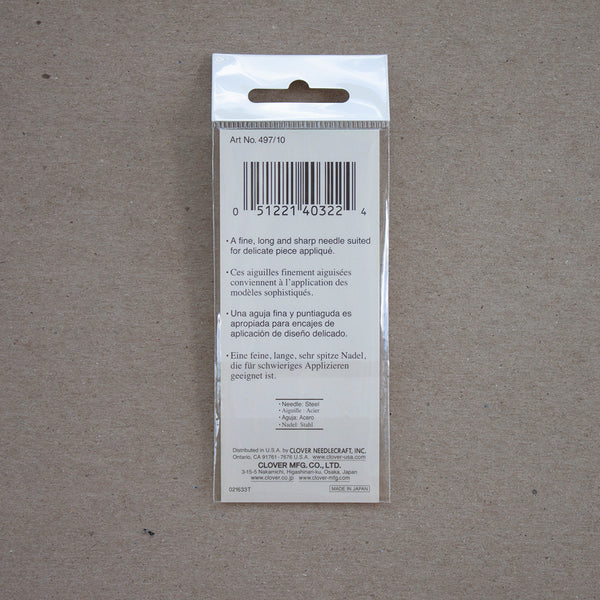 Art No. 497/10
0 51221 40322 4
• A fine, long and sharp needle suited
for delicate piece appliqué.
• Ces aiguilles finement aiguisées
conviennent à l'application des
modèles sophistiqués.
• Una aguja fina y puntiaguda es
apropiada para encajes de
aplicación de diseño delicado.
• Eine feine, lange, sehr spitze Nadel,
die für schwieriges Applizieren
geeignet ist.
• Needle: Steel
• Aiguille : Acier
• Aguja: Acero
• Nadel: Stahl
Distributed in U.S.A. by CLOVER NEEDLECRAFT, INC.
Ontario, CA 91761-7676 U.S.A. www.clover-usa.com
CLOVER MFG.CO., LTD.
3-15-5 Nakamichi, Higashinari-ku, Osaka, Japan
www.clover.co.jp www.clover-mfg.com
021633T
MADE IN JAPAN